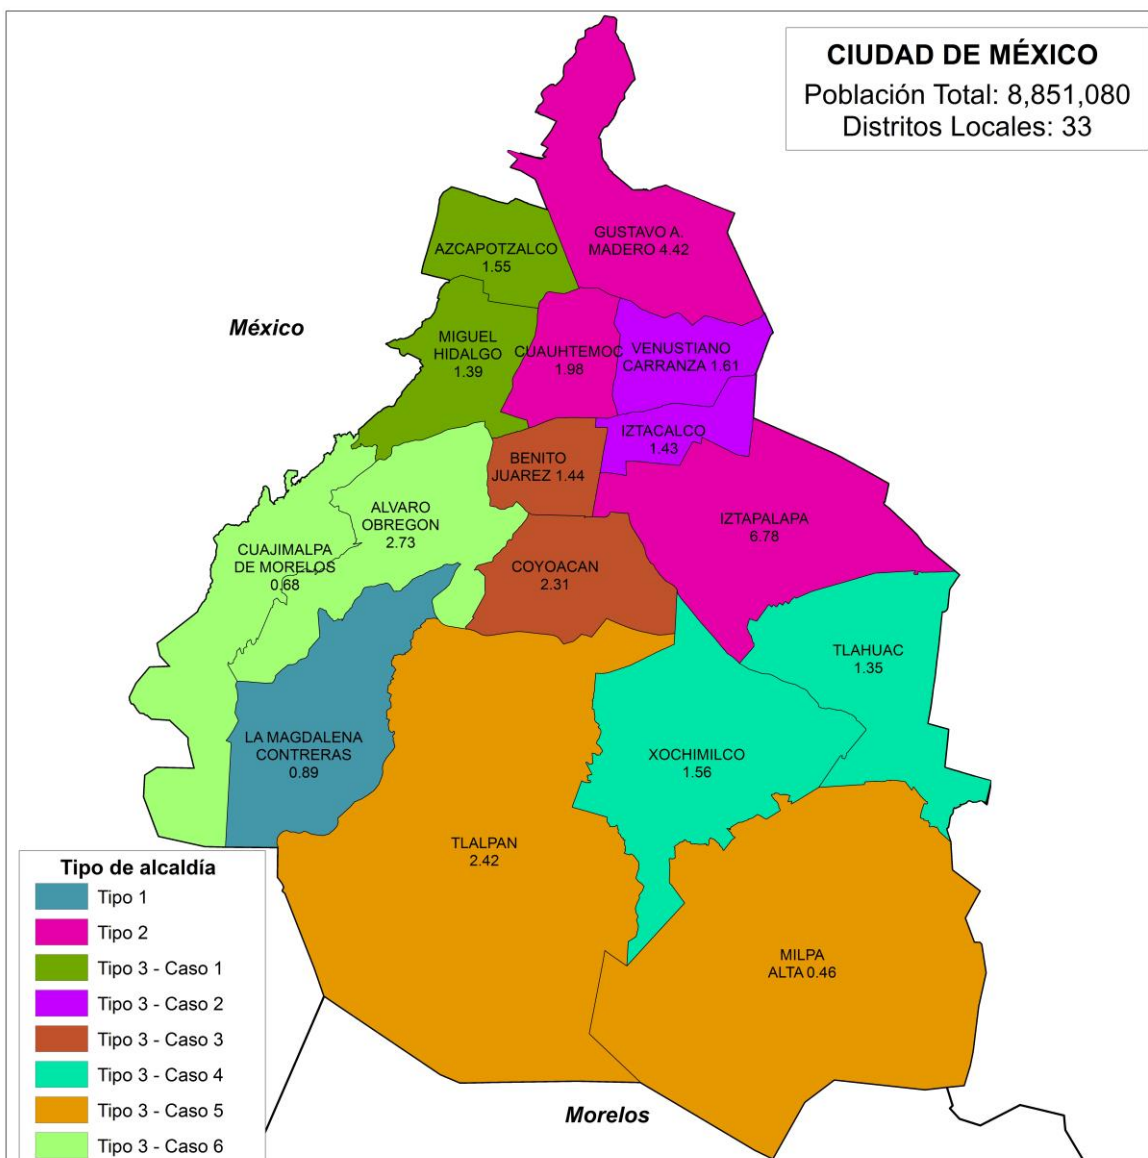 CIUDAD DE MÉXICO
Población Total: 8,851,080
Distritos Locales: 33
GUSTAVO A.
MADERO 4.42
AZCAPOTZALCO
1.55
México
MIGUEL
HIDALGO
1.39
CUAUHTEMOC
1.98
VENUSTIANO
CARRANZA 1.61
IZTACALCO
1.43
BENITO
JUAREZ 1.44
ALVARO
OBREGON
2.73
IZTAPALAPA
6.78
CUAJIMALPA
DE MORELOS
0.68
COYOACAN
2.31
TLAHUAC
1.35
LA MAGDALENA
CONTRERAS
0.89
XOCHIMILCO
1.56
TLALPAN
2.42
MILPA
ALTA 0.46
Morelos
Tipo de alcaldía
Tipo 1
Tipo 2
Tipo 3 - Caso 1
Tipo 3 - Caso 2
Tipo 3 - Caso 3
Tipo 3 - Caso 4
Tipo 3 - Caso 5
Tipo 3 - Caso 6